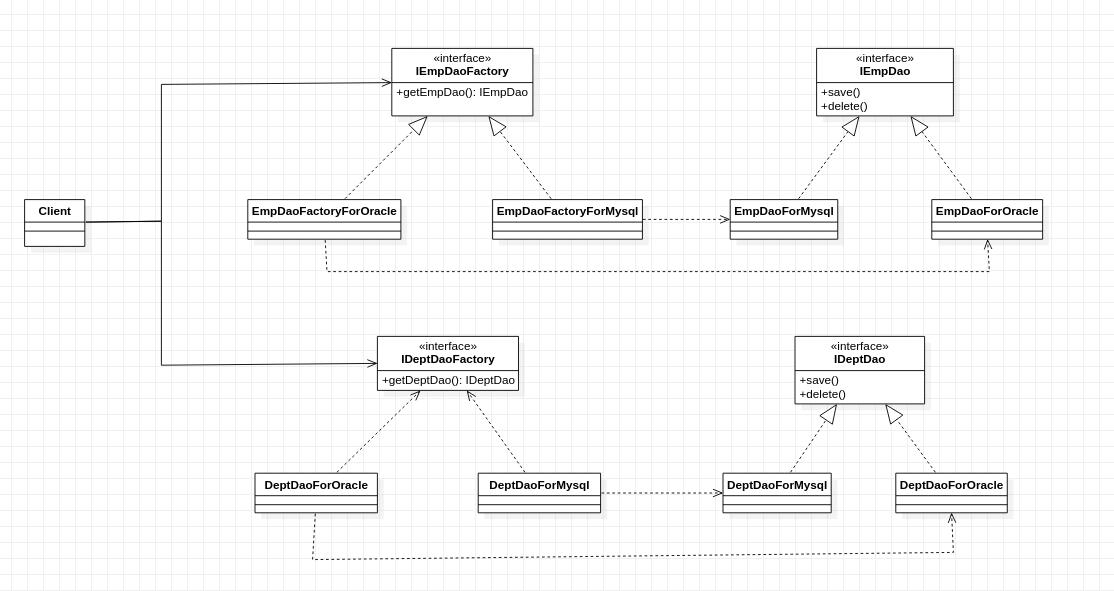 «interface»
IEmpDaoFactory
+getEmpDao(): IEmpDao
«interface»
IEmpDao
+save()
+delete()
Client
EmpDaoFactoryForOracle
EmpDaoFactoryForMysql
EmpDaoForMysql
EmpDaoForOracle
«interface»
IDeptDaoFactory
+getDeptDao(): IDeptDao
«interface»
IDeptDao
+save()
+delete()
DeptDaoForOracle
DeptDaoForMysql
DeptDaoForMysql
DeptDaoForOracle